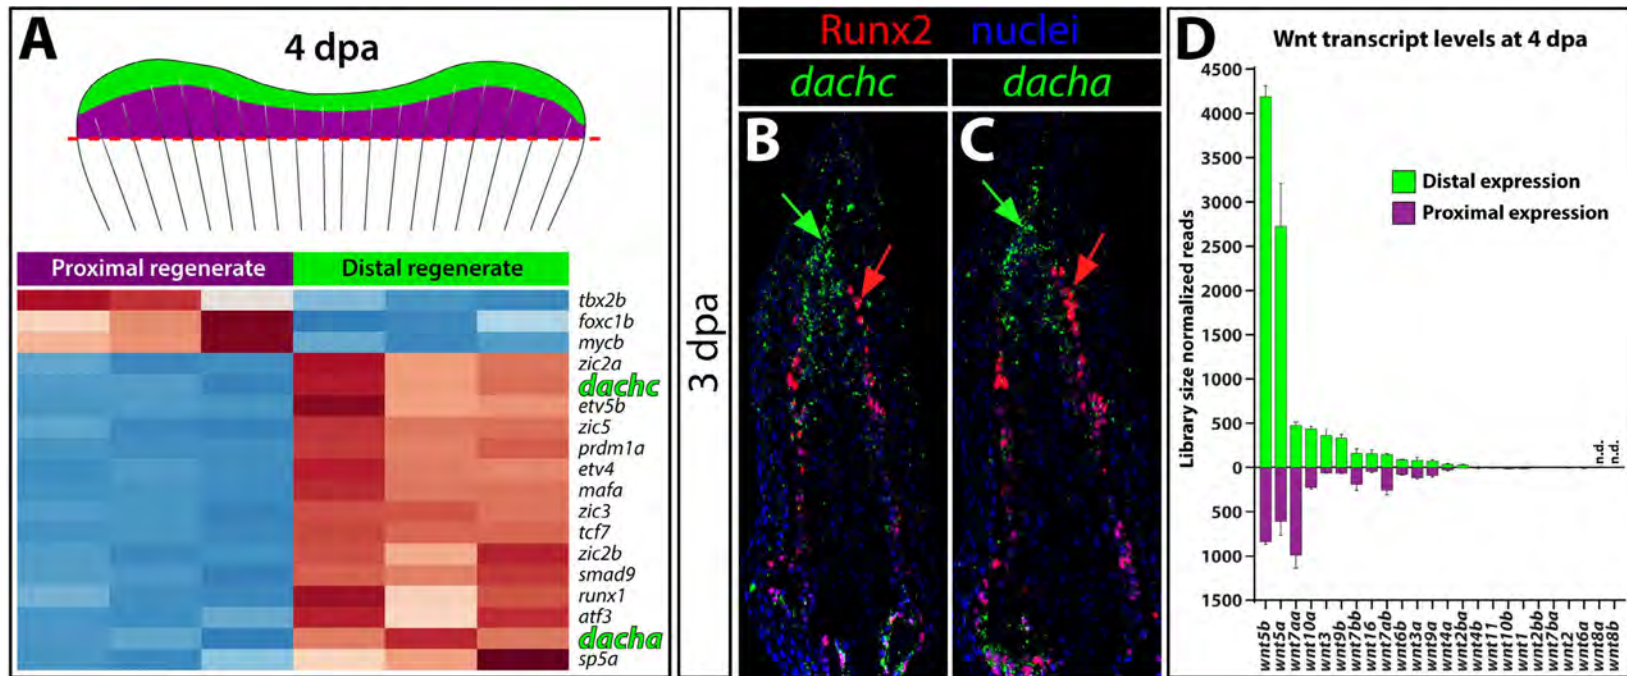 A
4 dpa
Proximal regenerate
Distal regenerate
tbx2b
foxc1b
mycb
zic2a
dachc
etv5b
zic5
prdm1a
etv4
mafa
zic3
tcf7
zic2b
smad9
runx1
atf3
dacha
sp5a
3 dpa
Runx2 nuclei
dachc
dacha
B
C
D
Wnt transcript levels at 4 dpa
Library size normalized reads
4500
4000
3500
3000
2500
2000
1500
1000
500
0
500
1000
1500
Distal expression
Proximal expression
n.d.
n.d.
wnt5b
wnt5a
wnt7aa
wnt10a
wnt3
wnt9b
wnt7bb
wnt16
wnt7ab
wnt6b
wnt3a
wnt9a
wnt4a
wnt2ba
wnt4b
wnt11
wnt10b
wnt1
wnt2bb
wnt7ba
wnt2
wnt6a
wnt8a
wnt8b